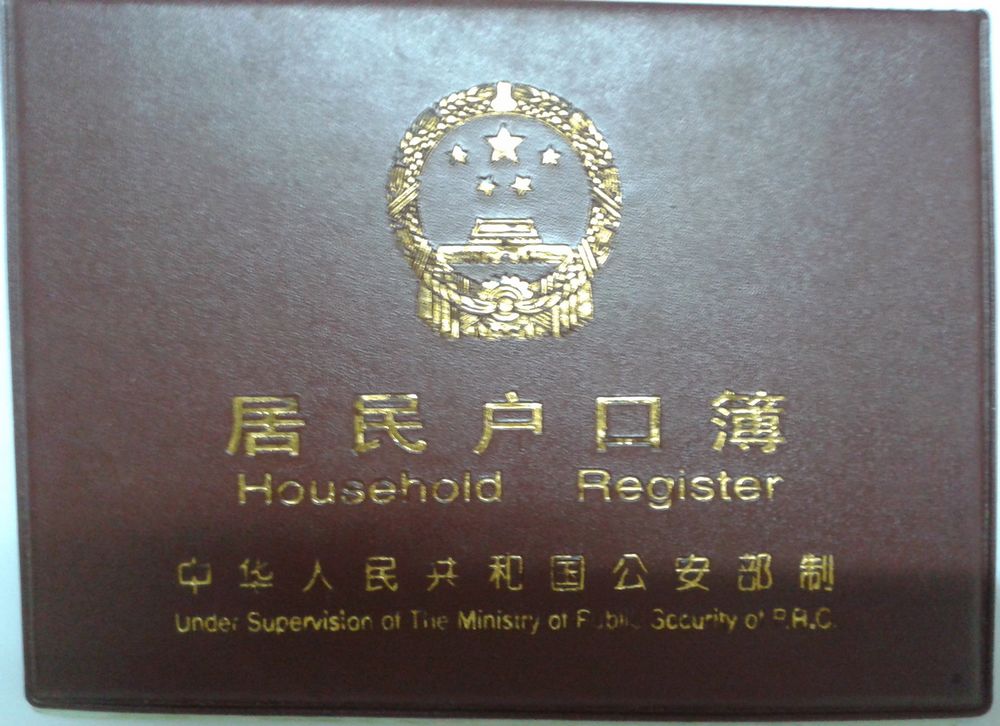 居民户口簿
Household Register
中华人民共和国公安部制
Under Supervision of The Ministry of Public Security of P.R.C.